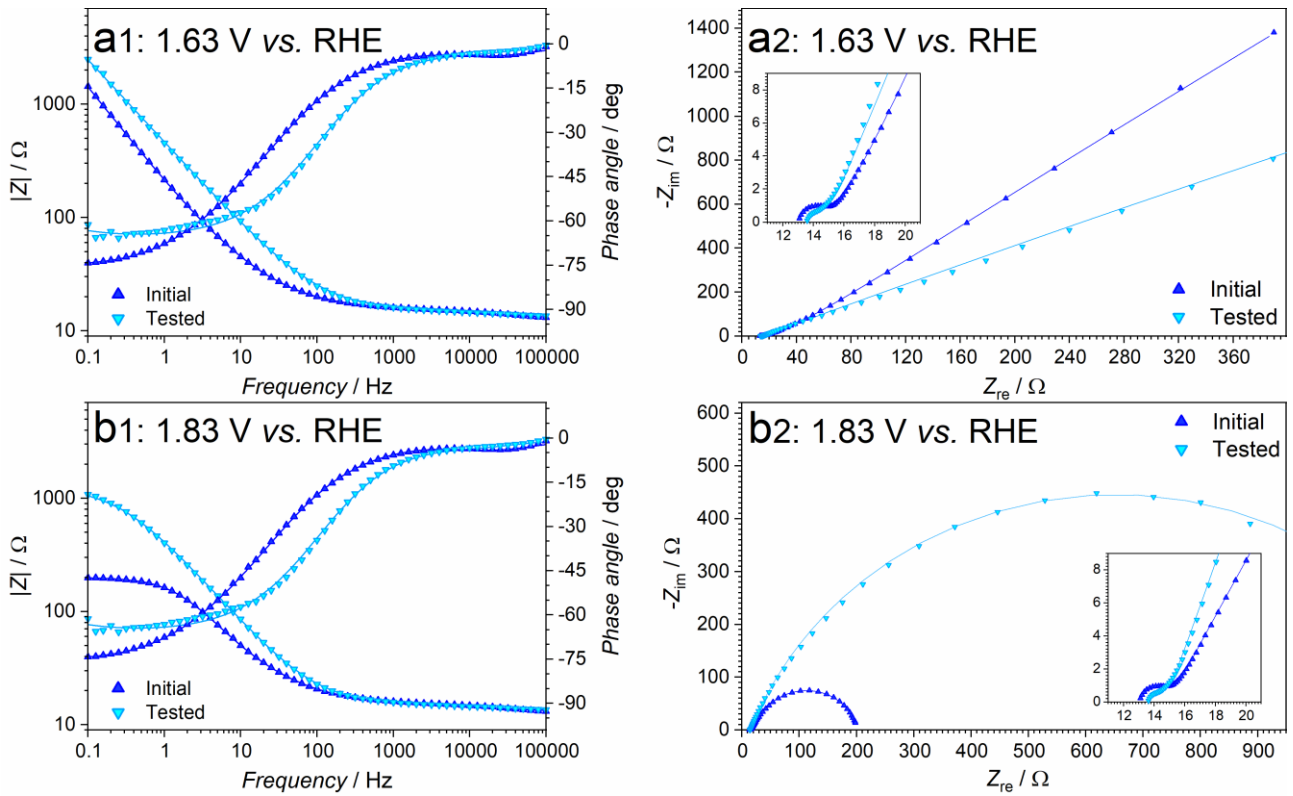 a1: 1.63 V vs. RHE
|Z| / Ω
1000
100
10
0
-15
-30
-45
-60
-75
-90
Phase angle / deg
Initial
Tested
0.1 1 10 100 1000 10000 100000
Frequency / Hz
a2: 1.63 V vs. RHE
-Zim / Ω
1400
1200
1000
800
600
400
200
0
8
6
4
2
0
12 14 16 18 20
Initial
Tested
0 40 80 120 160 200 240 280 320 360
Zre / Ω
b1: 1.83 V vs. RHE
|Z| / Ω
1000
100
10
0
-15
-30
-45
-60
-75
-90
Phase angle / deg
Initial
Tested
0.1 1 10 100 1000 10000 100000
Frequency / Hz
b2: 1.83 V vs. RHE
Initial
Tested
-Zim / Ω
600
500
400
300
200
100
0
8
6
4
2
0
12 14 16 18 20
0 100 200 300 400 500 600 700 800 900
Zre / Ω